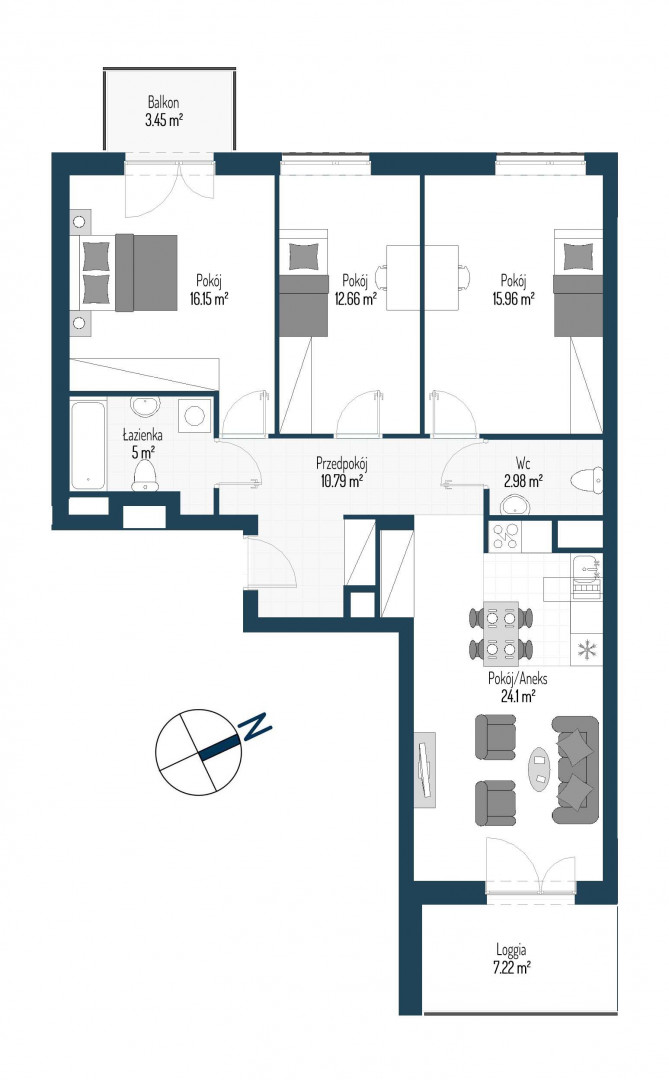 Balkon
3.45 m²
Pokój
16.15 m²
Pokój
12.66 m²
Pokój
15.96 m²
Łazienka
5 m²
Przedpokój
10.79 m²
Wc
2.98 m²
Pokój/Aneks
24.1 m²
N
Loggia
7.22 m²